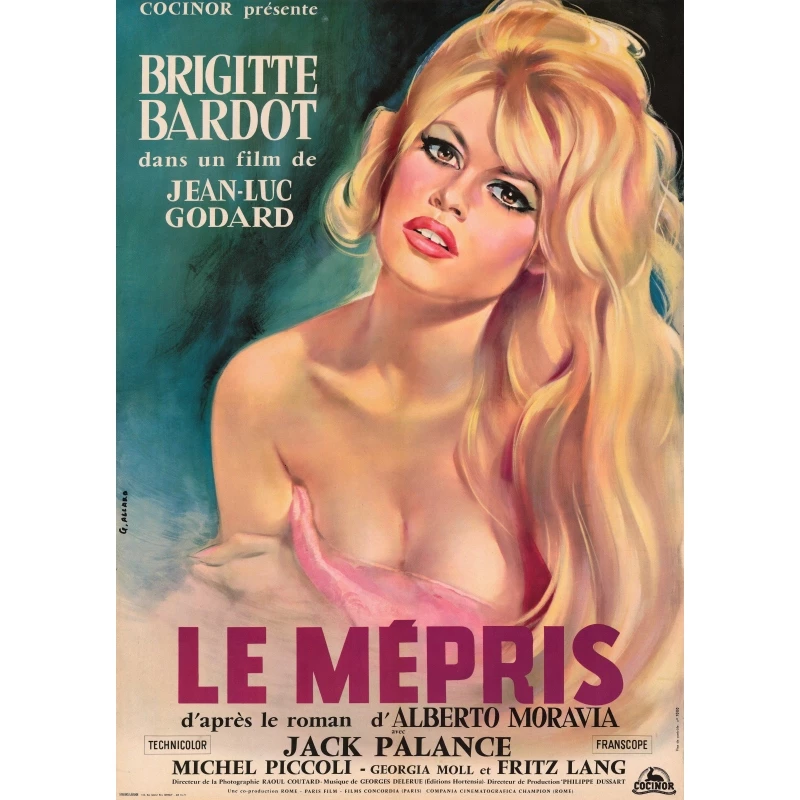 COCINOR présente
BRIGITTE
BARDOT
dans un film de
JEAN-LUC
GODARD
G. ALLARD
LE MÉPRIS
d'après le roman d'ALBERTO MORAVIA
avec
TECHNICOLOR
JACK PALANCE
FRANSCOPE
MICHEL PICCOLI - GEORGIA MOLL et FRITZ LANG
Directeur de la Photographie RAOUL COUTARD - Musique de GEORGES DELERUE (Éditions Hortensia) - Directeur de Production PHILIPPE DUSSART
Une co-production ROME - PARIS FILM - FILMS CONCORDIA (PARIS) COMPAGNIA CINEMATOGRAFICA CHAMPION (ROME)
COCINOR